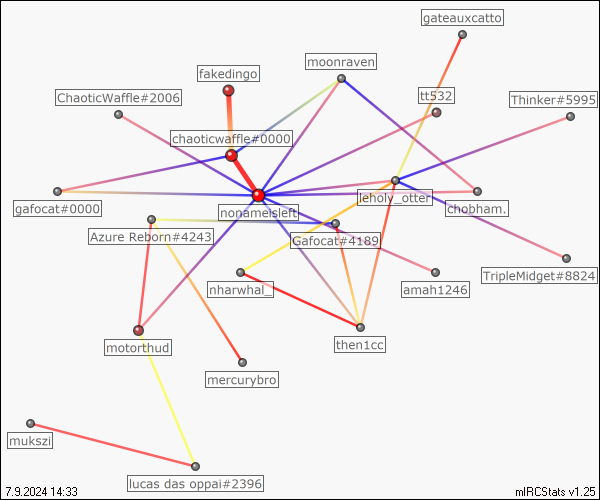 gateauxcatto
moonraven
fakedingo
ChaoticWaffle#2006
tt532
Thinker#5995
chaoticwaffle#0000
gafocat#0000
nonameisleft
leholy_otter
chobham.
Azure Reborn#4243
Gafocat#4189
nharwhal_
amah1246
TripleMidget#8824
motorthud
then1cc
mercurybro
mukszi
lucas das oppai#2396
7.9.2024 14:33
mIRCStats v1.25